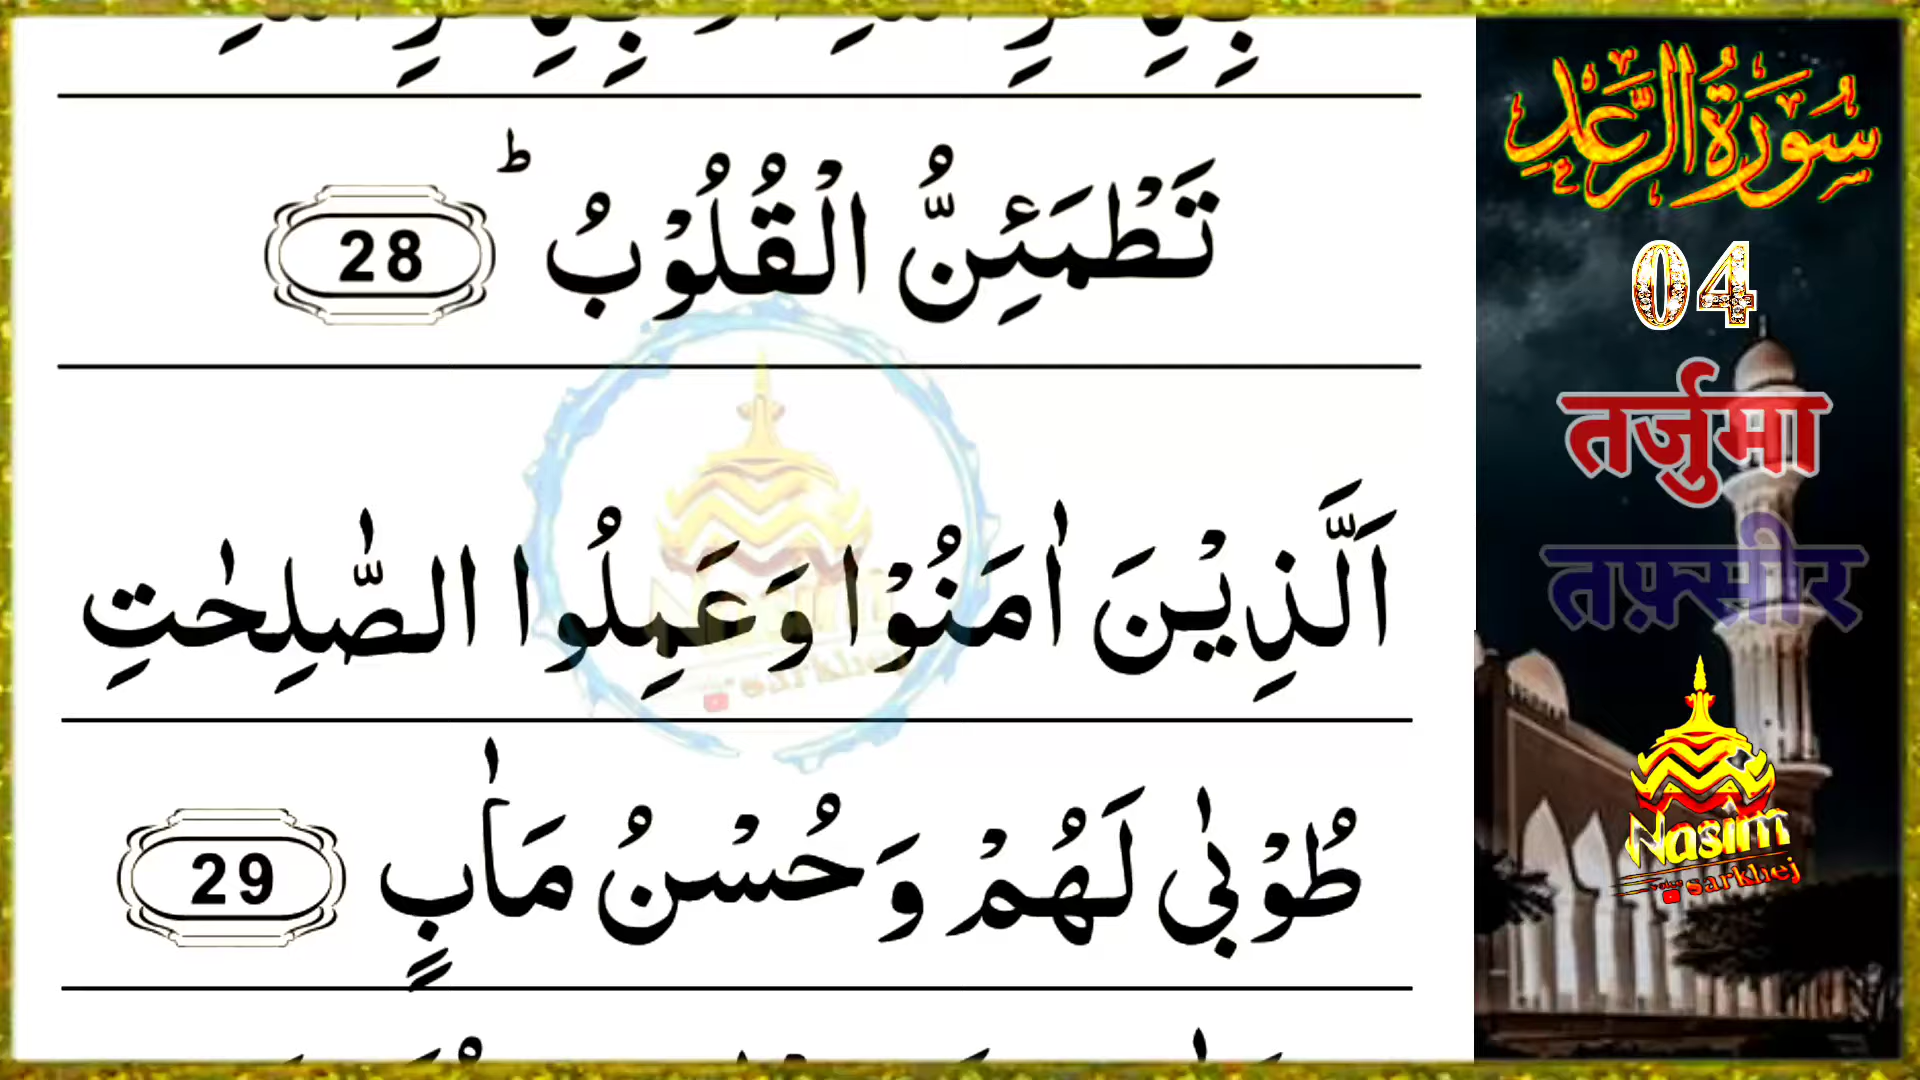 تَطْمَئِنُّ الْقُلُوْبُ ؕ 28
اَلَّذِیْنَ اٰمَنُوْا وَعَمِلُوا الصّٰلِحٰتِ
طُوْبٰی لَهُمْ وَ حُسْنُ مَاٰبٍ 29
سُوْرَةُ الرَّعْدِ
04
तर्जुमा
तफ़्सीर
Nasim
sarkhej